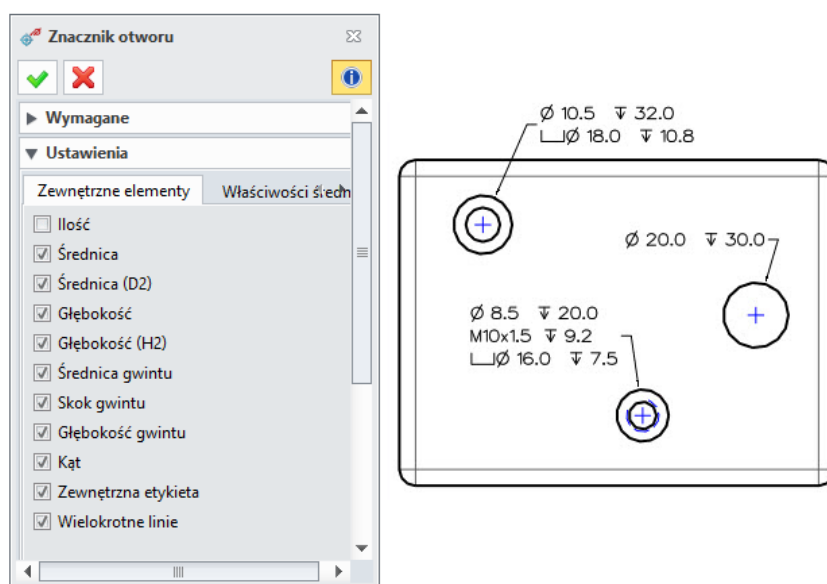 Znacznik otworu
Wymagane
Ustawienia
Zewnętrzne elementy
Ilość
Średnica
Średnica (D2)
Głębokość
Głębokość (H2)
Średnica gwintu
Skok gwintu
Głębokość gwintu
Kąt
Zewnętrzna etykieta
Wielokrotne linie
Ø 10.5 ↧ 32.0
⌴Ø 18.0 ↧ 10.8
Ø 20.0 ↧ 30.0
Ø 8.5 ↧ 20.0
M10x1.5 ↧ 9.2
⌴Ø 16.0 ↧ 7.5